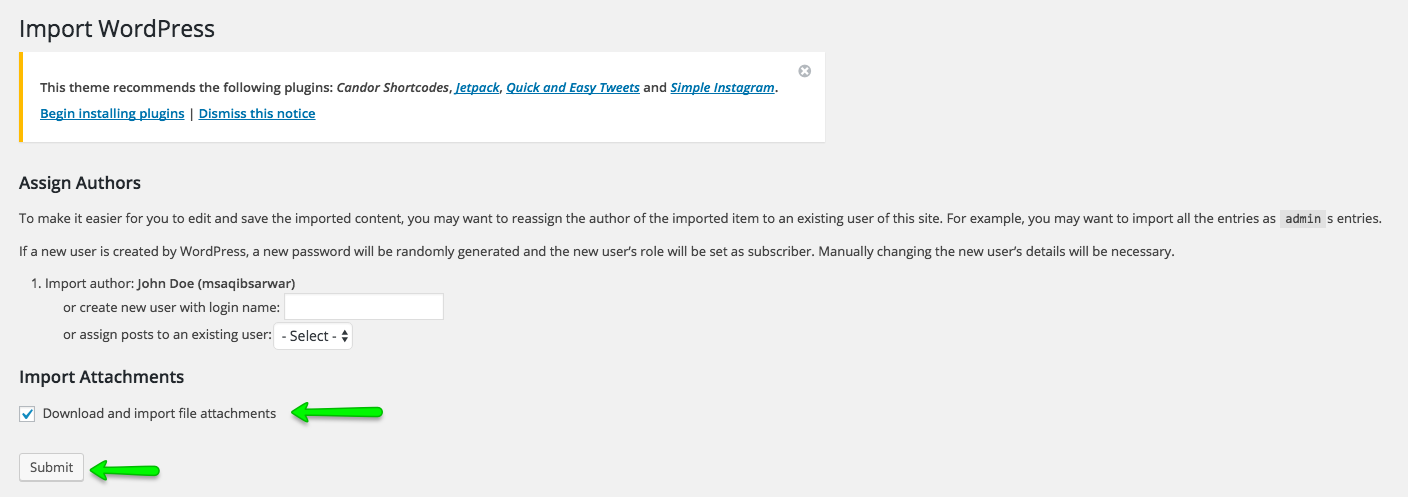 Import WordPress
This theme recommends the following plugins: Candor Shortcodes, Jetpack, Quick and Easy Tweets and Simple Instagram.
Begin installing plugins | Dismiss this notice
Assign Authors
To make it easier for you to edit and save the imported content, you may want to reassign the author of the imported item to an existing user of this site. For example, you may want to import all the entries as admin s entries.
If a new user is created by WordPress, a new password will be randomly generated and the new user's role will be set as subscriber. Manually changing the new user's details will be necessary.
1. Import author: John Doe (msaqibsarwar)
or create new user with login name:
or assign posts to an existing user: - Select -
Import Attachments
Download and import file attachments
Submit